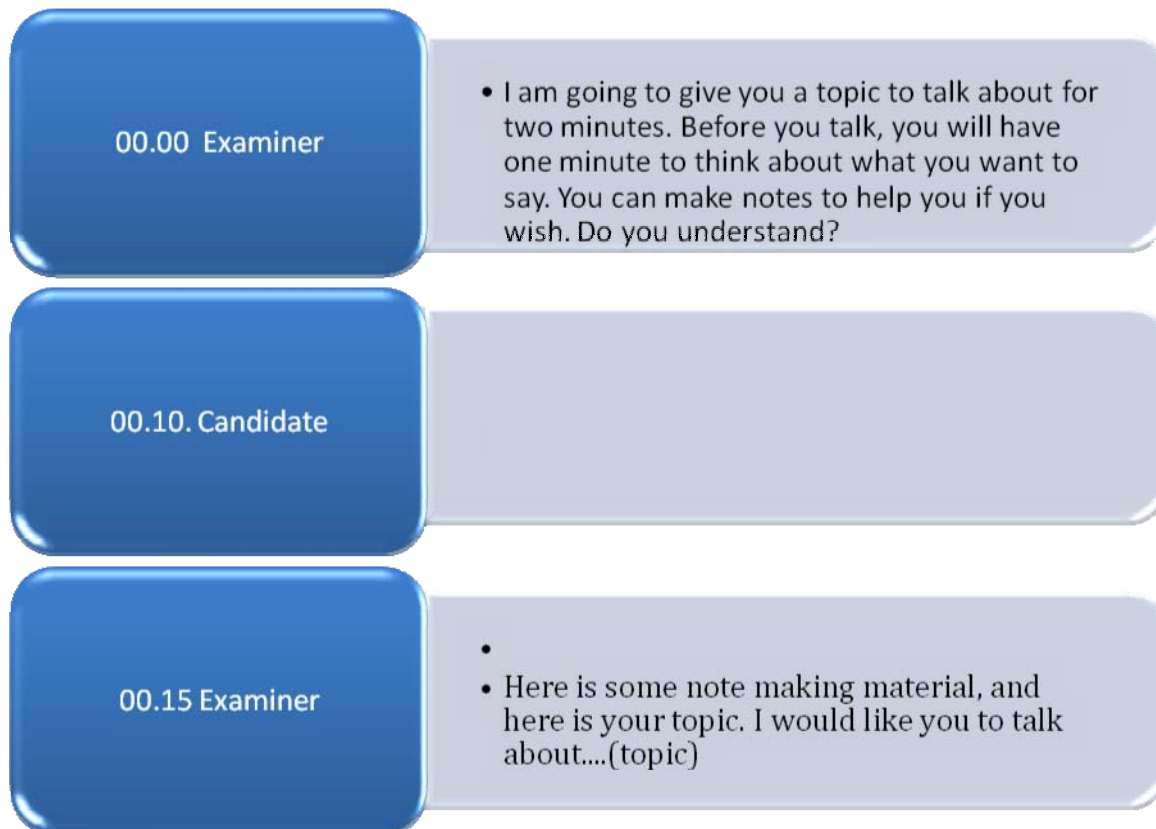 00.00 Examiner
• I am going to give you a topic to talk about for
two minutes. Before you talk, you will have
one minute to think about what you want to
say. You can make notes to help you if you
wish. Do you understand?
00.10. Candidate
00.15 Examiner
•
• Here is some note making material, and
here is your topic. I would like you to talk
about....(topic)